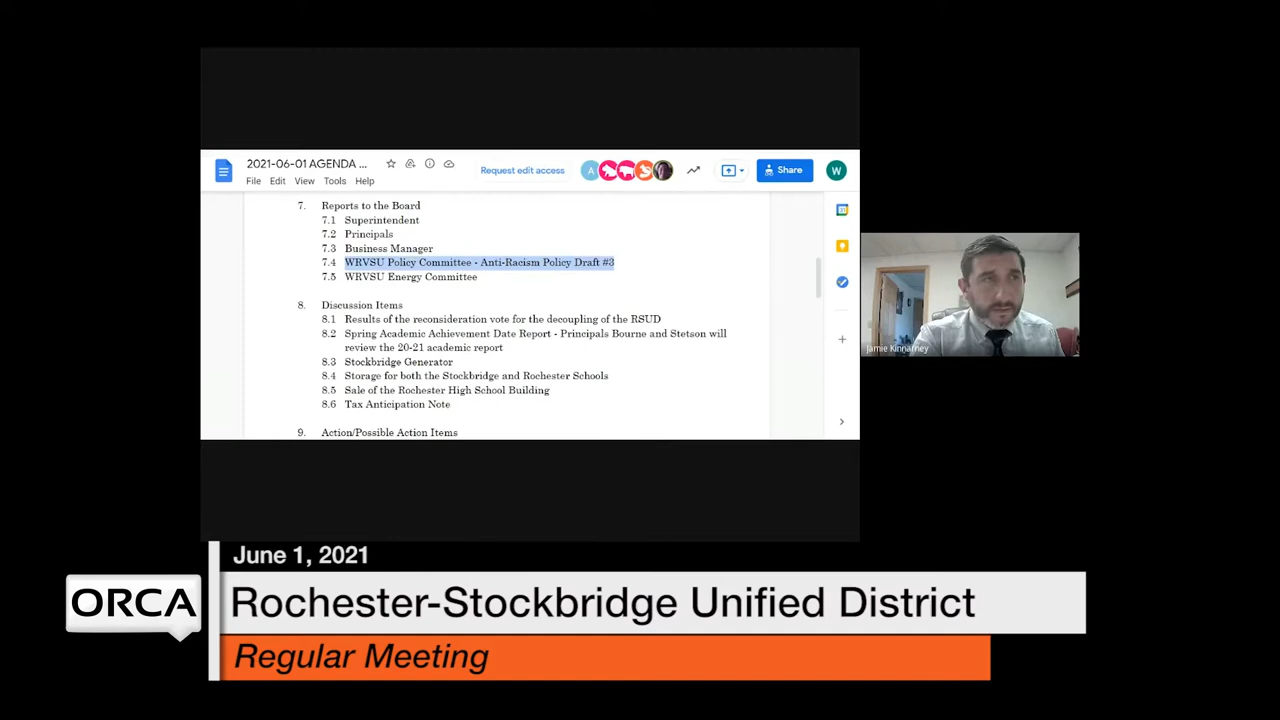 2021-06-01 AGENDA ...
File Edit View Tools Help
Request edit access
A
Share
W
7. Reports to the Board
7.1 Superintendent
7.2 Principals
7.3 Business Manager
7.4 WRVSU Policy Committee - Anti-Racism Policy Draft #3
7.5 WRVSU Energy Committee
8. Discussion Items
8.1 Results of the reconsideration vote for the decoupling of the RSUD
8.2 Spring Academic Achievement Date Report - Principals Bourne and Stetson will
review the 20-21 academic report
8.3 Stockbridge Generator
8.4 Storage for both the Stockbridge and Rochester Schools
8.5 Sale of the Rochester High School Building
8.6 Tax Anticipation Note
9. Action/Possible Action Items
Jamie Kinnarney
June 1, 2021
ORCA
Rochester-Stockbridge Unified District
Regular Meeting